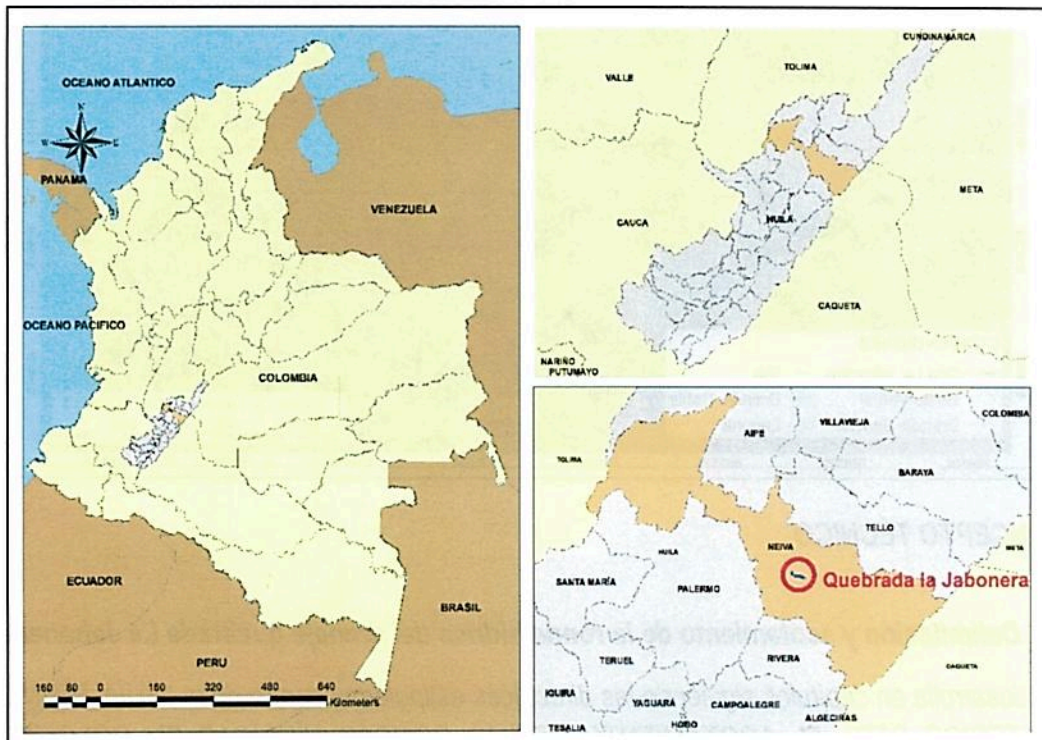 OCEANO ATLANTICO
N
W
E
S
PANAMA
VENEZUELA
OCEANO PACIFICO
COLOMBIA
ECUADOR
BRASIL
PERU
160 80 0 160 320 480 640
Kilometers
CUNDINAMARCA
TOLIMA
VALLE
META
HUILA
CAUCA
CAQUETA
NARIÑO
PUTUMAYO
COLOMBIA
VILLAVIEJA
AIPE
TOLIMA
BARAYA
TELLO
NEIVA
META
HUILA
Quebrada la Jabonera
SANTA MARÍA
PALERMO
TERUEL
RIVERA
CAQUETA
YAGUARÁ
CAMPOALEGRE
ALGECIRAS
TESALIA
HOBO